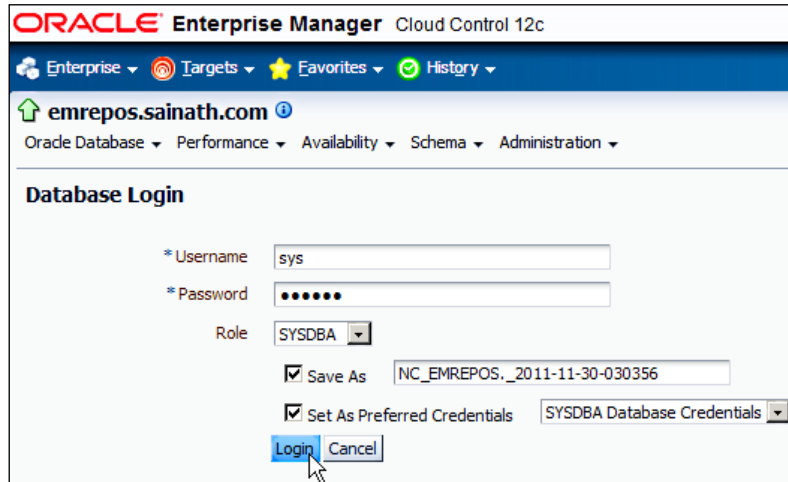 ORACLE Enterprise Manager Cloud Control 12c
Enterprise Targets Favorites History
emrepos.sainath.com
Oracle Database Performance Availability Schema Administration
Database Login
* Username sys
* Password ••••••
Role SYSDBA
Save As NC_EMREPOS._2011-11-30-030356
Set As Preferred Credentials SYSDBA Database Credentials
Login Cancel